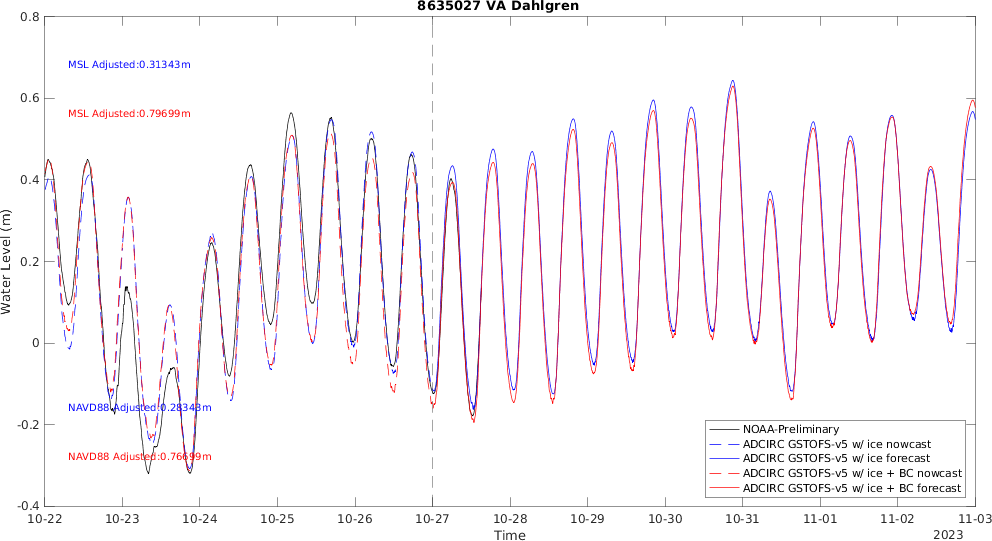 8635027 VA Dahlgren
0.8
0.6
0.4
0.2
0
-0.2
-0.4
Water Level (m)
MSL Adjusted:0.31343m
MSL Adjusted:0.79699m
NAVD88 Adjusted:0.28343m
NAVD88 Adjusted:0.76699m
NOAA-Preliminary
ADCIRC GSTOFS-v5 w/ ice nowcast
ADCIRC GSTOFS-v5 w/ ice forecast
ADCIRC GSTOFS-v5 w/ ice + BC nowcast
ADCIRC GSTOFS-v5 w/ ice + BC forecast
10-22 10-23 10-24 10-25 10-26 10-27 10-28 10-29 10-30 10-31 11-01 11-02 11-03
Time
2023